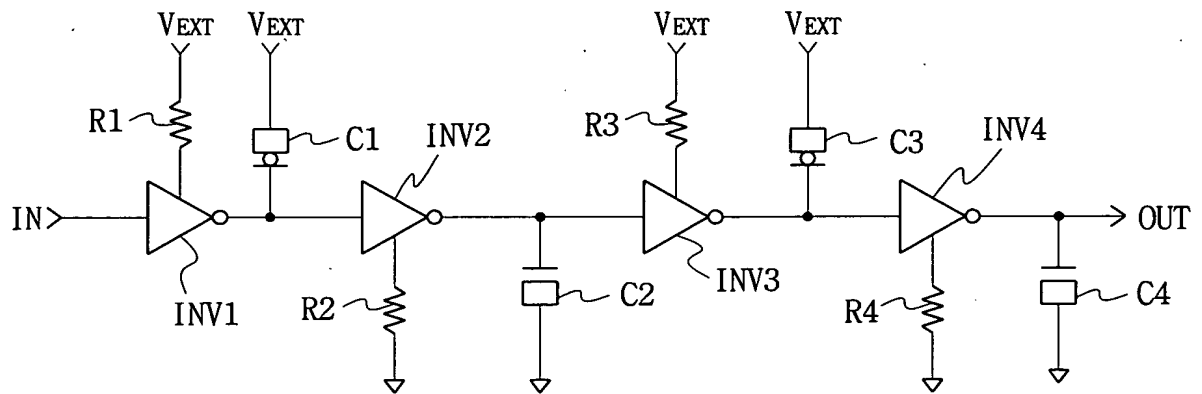 VEXT
VEXT
VEXT
VEXT
R1
C1
INV2
R3
C3
INV4
IN
OUT
INV1
R2
C2
INV3
R4
C4